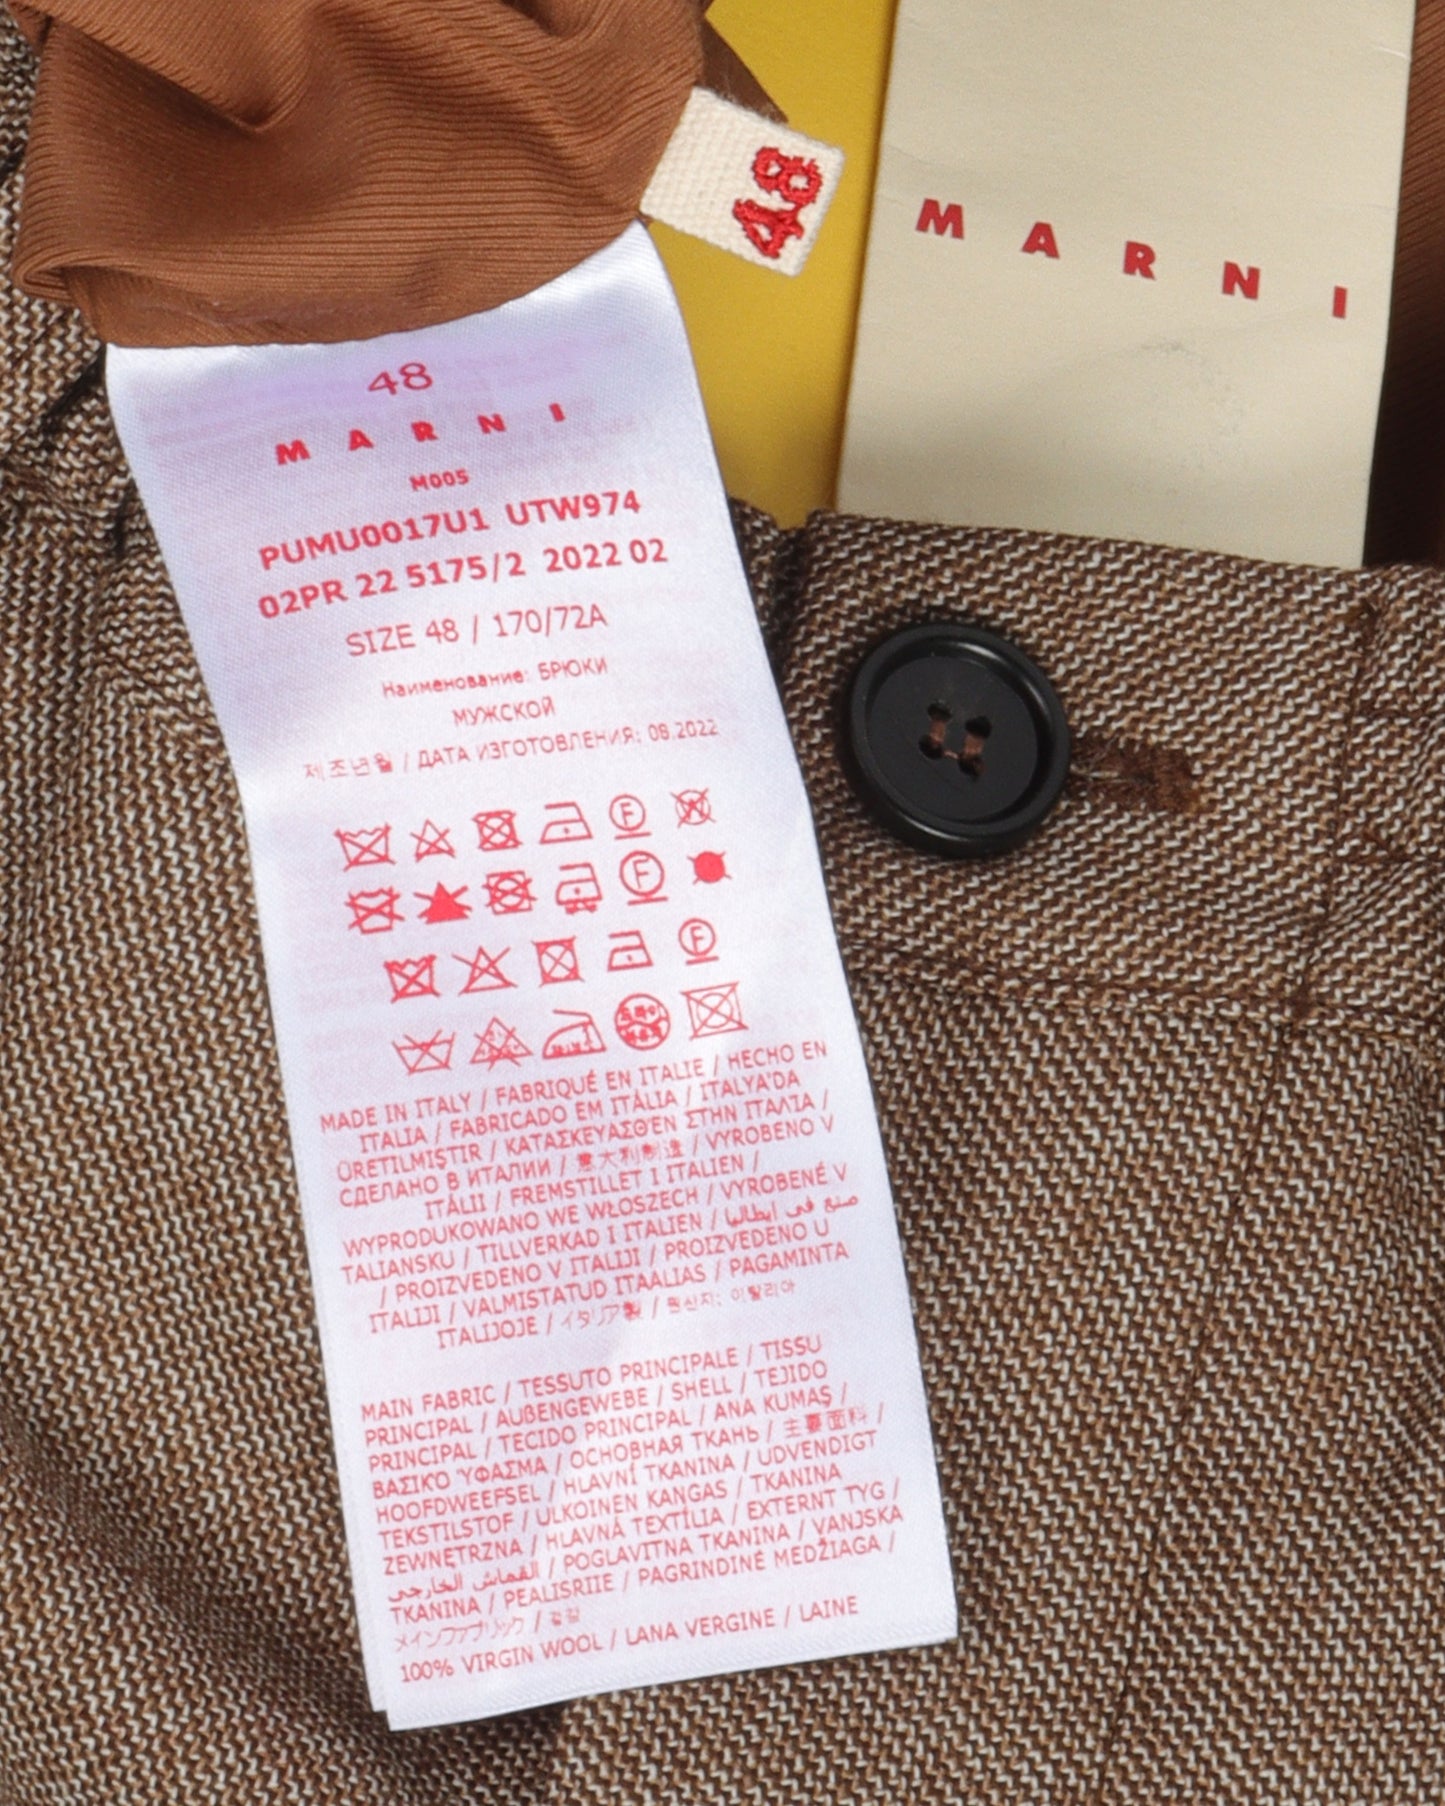 48
MARNI
48
MARNI
M005
PUMU0017U1 UTW974
02PR 22 5175/2 2022 02
SIZE 48 / 170/72A
Наименование: БРЮКИ
МУЖСКОЙ
제조년월 / ДАТА ИЗГОТОВЛЕНИЯ: 08.2022
F
F
F
MADE IN ITALY / FABRIQUÉ EN ITALIE / HECHO EN
ITALIA / FABRICADO EM ITÁLIA / ITALYA'DA
ÜRETILMIŞTIR / ΚΑΤΑΣΚΕΥΑΣΘΈΝ ΣΤΗΝ ΙΤΑΛΊΑ /
СДЕЛАНО В ИТАЛИИ / 意大利制造 / VYROBENO V
ITÁLII / FREMSTILLET I ITALIEN /
WYPRODUKOWANO WE WŁOSZECH / VYROBENÉ V
TALIANSKU / TILLVERKAD I ITALIEN / صنع في ايطاليا
/ PROIZVEDENO V ITALIJI / PROIZVEDENO U
ITALIJI / VALMISTATUD ITAALIAS / PAGAMINTA
ITALIJOJE / イタリア製 / 원산지: 이탈리아
MAIN FABRIC / TESSUTO PRINCIPALE / TISSU
PRINCIPAL / AUßENGEWEBE / SHELL / TEJIDO
PRINCIPAL / TECIDO PRINCIPAL / ANA KUMAŞ /
ΒΑΣΙΚΟ ΎΦΑΣΜΑ / ОСНОВНАЯ ТКАНЬ / 主要面料 /
HOOFDWEEFSEL / HLAVNÍ TKANINA / UDVENDIGT
TEKSTILSTOF / ULKOINEN KANGAS / TKANINA
ZEWNĘTRZNA / HLAVNÁ TEXTÍLIA / EXTERNT TYG /
القماش الخارجي / POGLAVITNA TKANINA / VANJSKA
TKANINA / PEALISRIIE / PAGRINDINĖ MEDŽIAGA /
メインファブリック / 겉감
100% VIRGIN WOOL / LANA VERGINE / LAINE